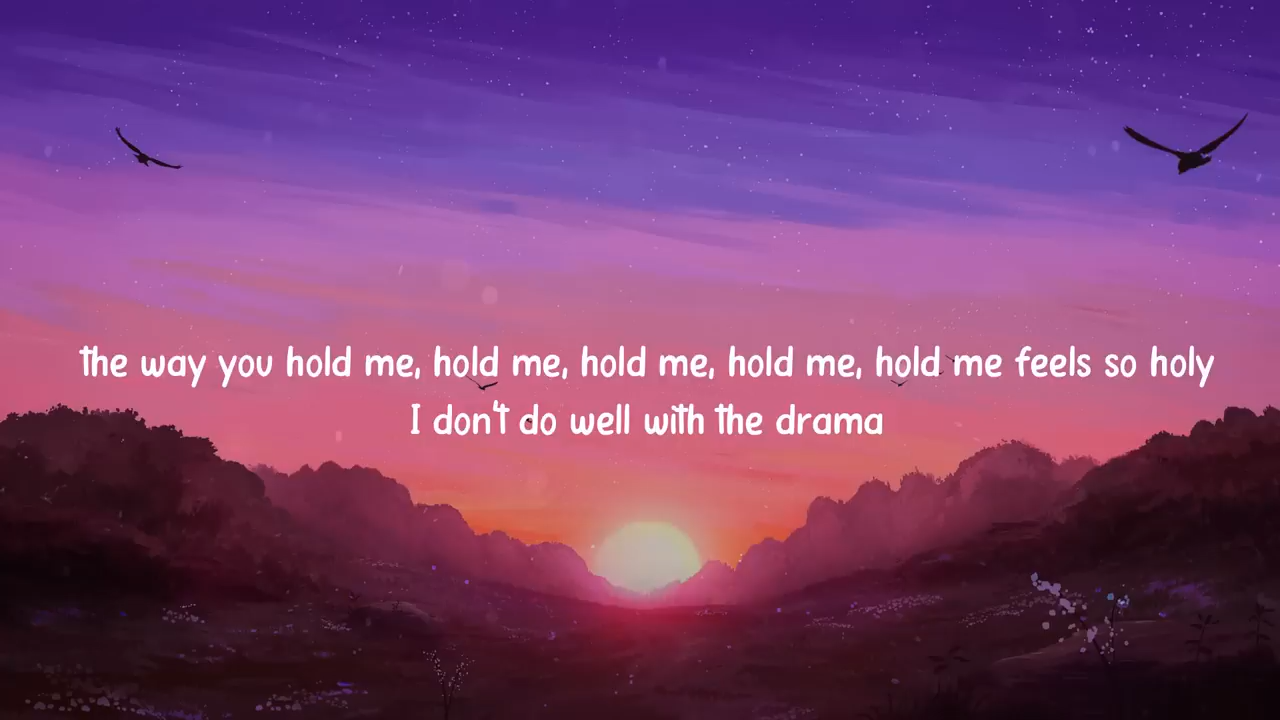 the way you hold me, hold me, hold me, hold me, hold me feels so holy
I don't do well with the drama